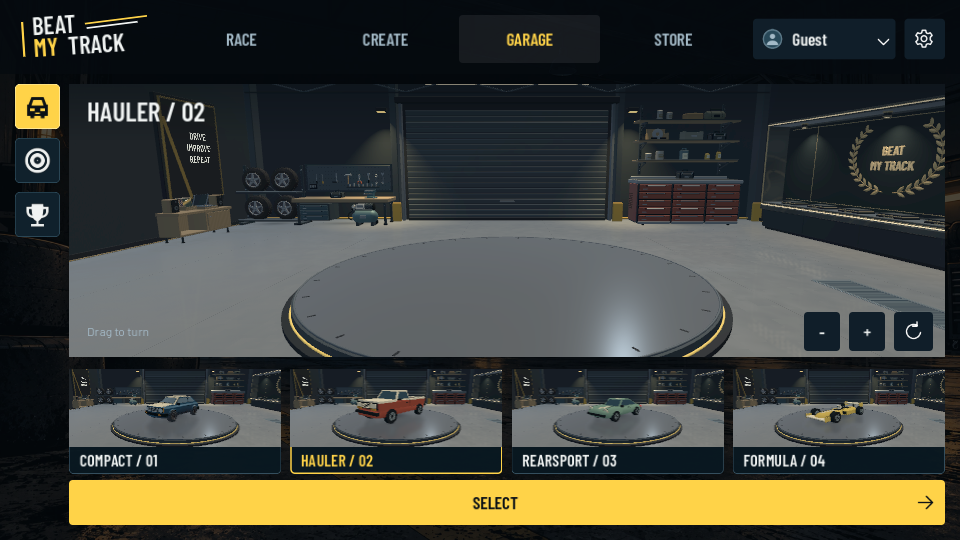 BEAT
MY TRACK
RACE
CREATE
GARAGE
STORE
Guest
HAULER / 02
DRIVE
IMPROVE
REPEAT
BEAT
MY TRACK
Drag to turn
-
+
COMPACT / 01
HAULER / 02
REARSPORT / 03
FORMULA / 04
SELECT